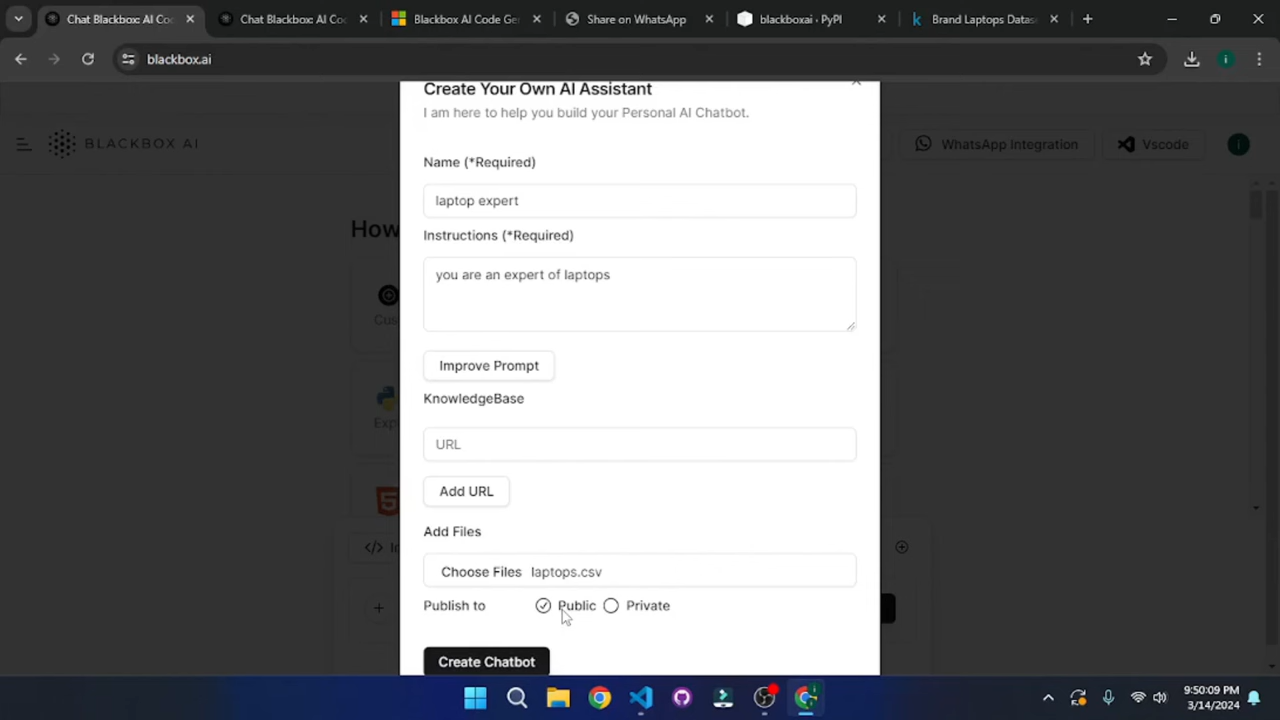 Chat Blackbox AI Coc
Chat Blackbox AI Coc
Blackbox AI Code Ge
Share on WhatsApp
blackboxai · PyPI
Brand Laptops Datas
blackbox.ai
i
Create Your Own AI Assistant
I am here to help you build your Personal AI Chatbot.
BLACKBOX AI
WhatsApp Integration
Vscode
i
Name (*Required)
laptop expert
How
Instructions (*Required)
you are an expert of laptops
Cus
Improve Prompt
KnowledgeBase
Exp
URL
Add URL
Add Files
Choose Files laptops.csv
Publish to Public Private
Create Chatbot
9:50:09 PM
3/14/2024